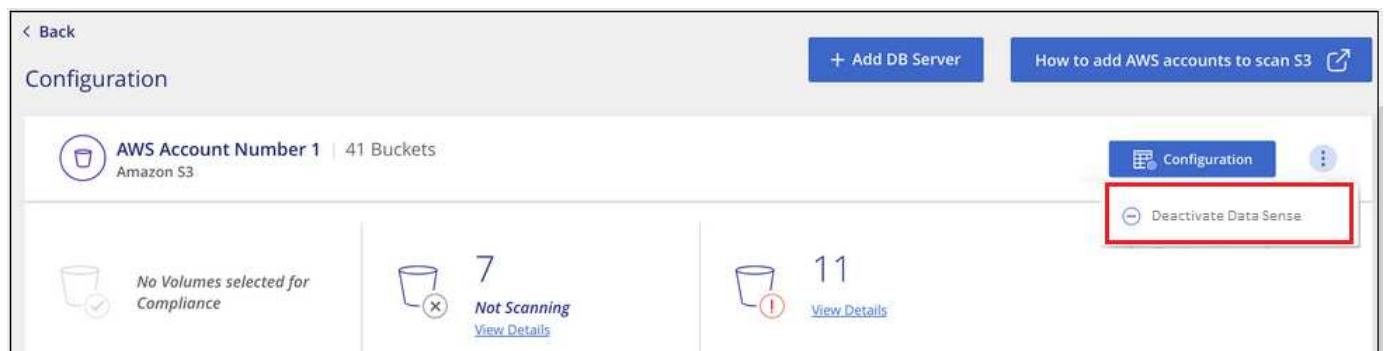 < Back
+ Add DB Server
How to add AWS accounts to scan S3
Configuration
AWS Account Number 1 | 41 Buckets
Amazon S3
Configuration
Deactivate Data Sense
No Volumes selected for
Compliance
7
Not Scanning
View Details
11
View Details